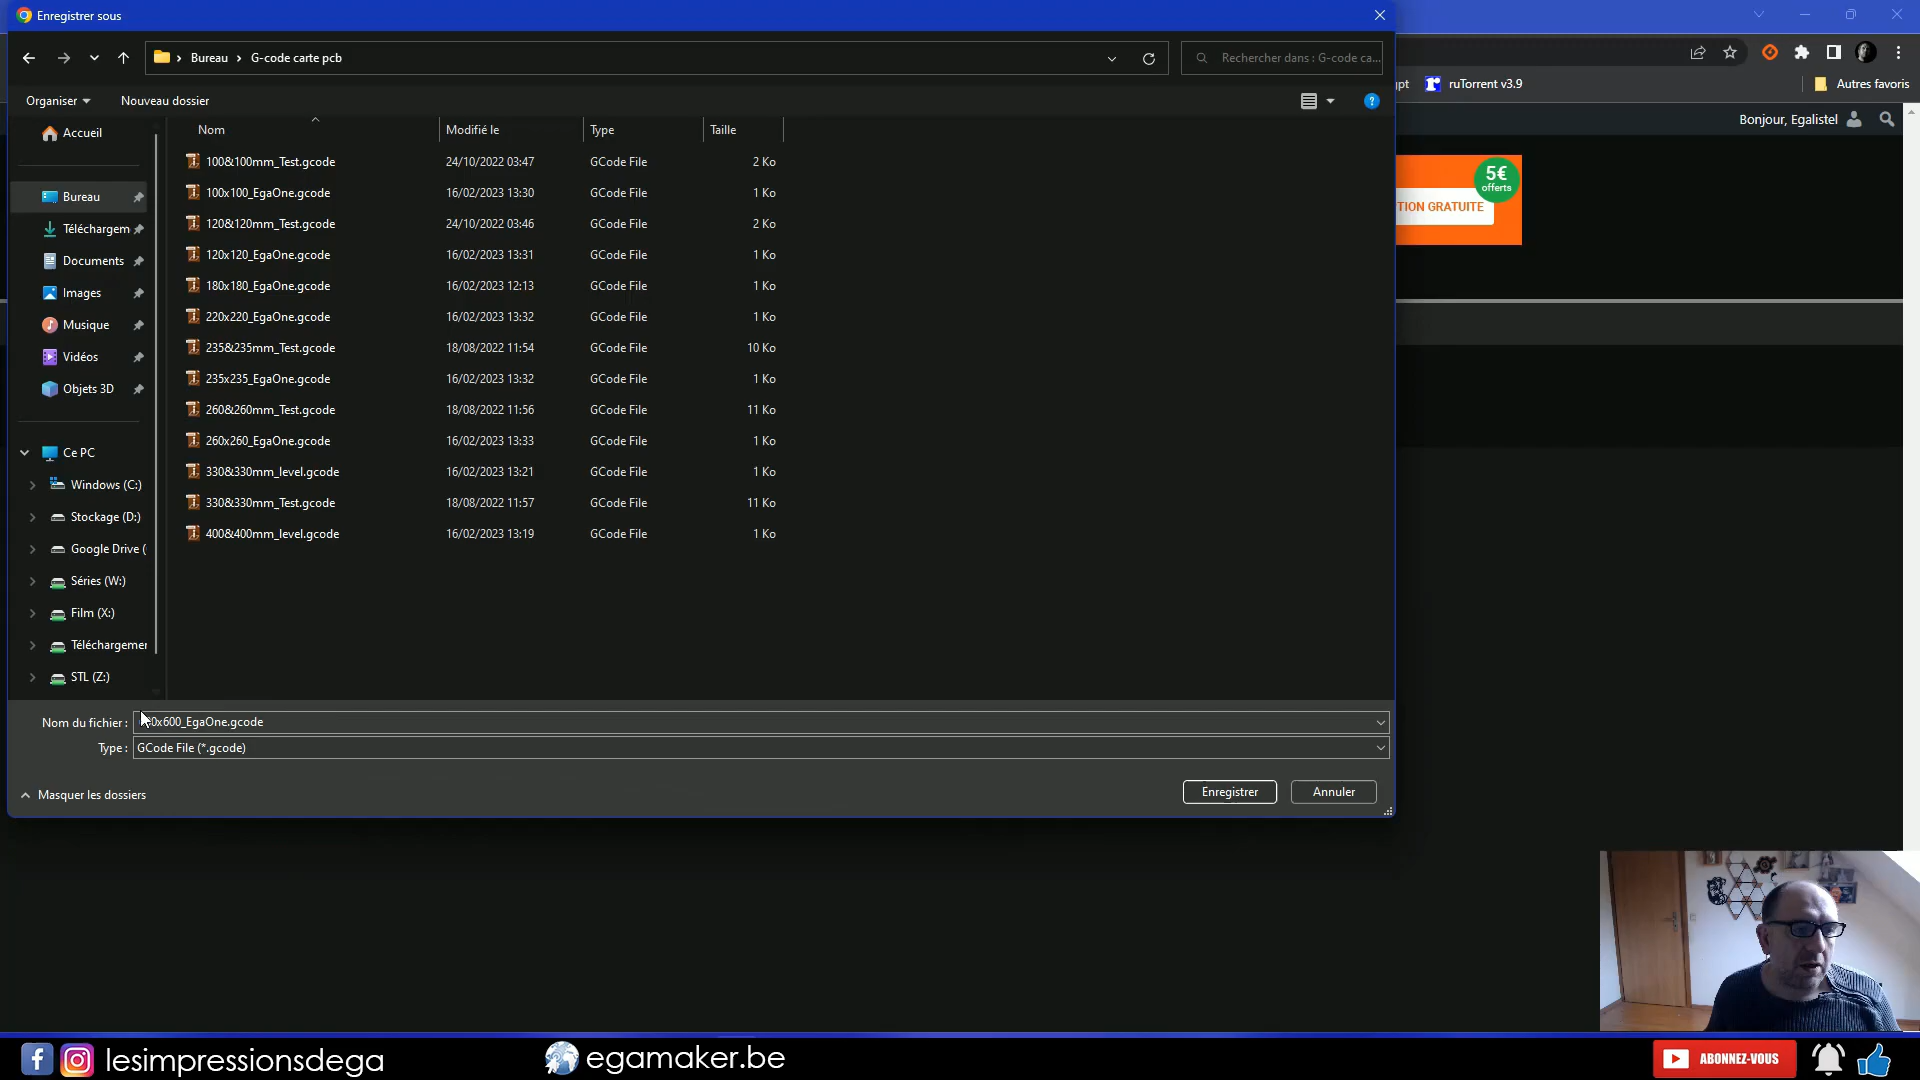 Enregistrer sous
Bureau
G-code carte pcb
Rechercher dans : G-code ca...
Organiser
Nouveau dossier
pt
ruTorrent v3.9
Autres favoris
Bonjour, Egalistel
5€
offerts
TION GRATUITE
Accueil
Bureau
Téléchargem
Documents
Images
Musique
Vidéos
Objets 3D
Ce PC
Windows (C:)
Stockage (D:)
Google Drive (
Séries (W:)
Film (X:)
Téléchargemer
STL (Z:)
Nom Modifié le Type Taille
100&100mm_Test.gcode 24/10/2022 03:47 GCode File 2 Ko
100x100_EgaOne.gcode 16/02/2023 13:30 GCode File 1 Ko
120&120mm_Test.gcode 24/10/2022 03:46 GCode File 2 Ko
120x120_EgaOne.gcode 16/02/2023 13:31 GCode File 1 Ko
180x180_EgaOne.gcode 16/02/2023 12:13 GCode File 1 Ko
220x220_EgaOne.gcode 16/02/2023 13:32 GCode File 1 Ko
235&235mm_Test.gcode 18/08/2022 11:54 GCode File 10 Ko
235x235_EgaOne.gcode 16/02/2023 13:32 GCode File 1 Ko
260&260mm_Test.gcode 18/08/2022 11:56 GCode File 11 Ko
260x260_EgaOne.gcode 16/02/2023 13:33 GCode File 1 Ko
330&330mm_level.gcode 16/02/2023 13:21 GCode File 1 Ko
330&330mm_Test.gcode 18/08/2022 11:57 GCode File 11 Ko
400&400mm_level.gcode 16/02/2023 13:19 GCode File 1 Ko
Nom du fichier : 0x600_EgaOne.gcode
Type : GCode File (*.gcode)
Masquer les dossiers
Enregistrer
Annuler
lesimpressionsdega
egamaker.be
ABONNEZ-VOUS